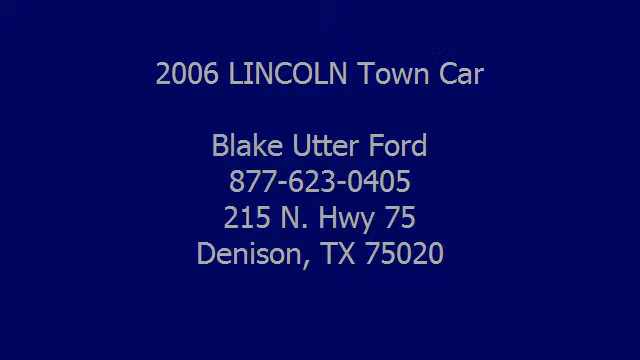 2006 LINCOLN Town Car
Blake Utter Ford
877-623-0405
215 N. Hwy 75
Denison, TX 75020